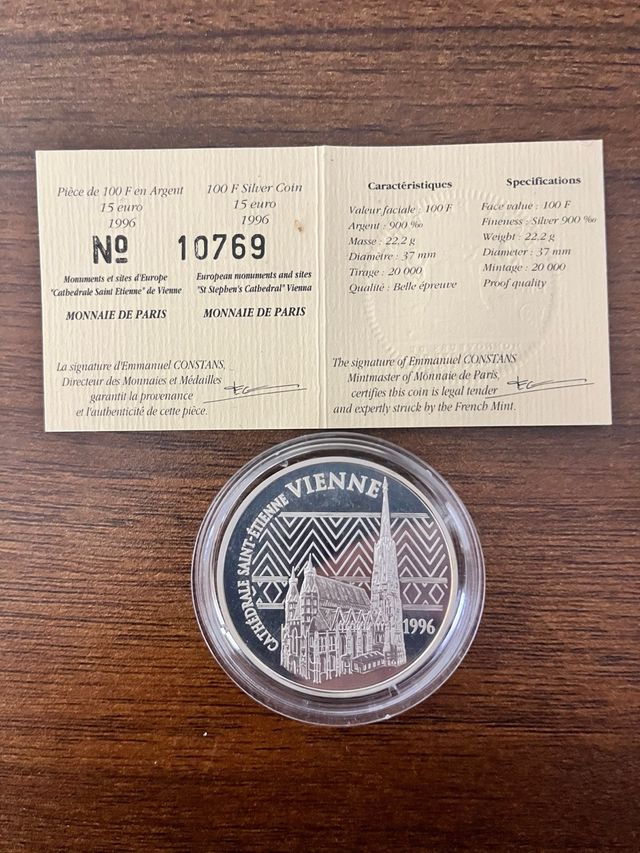 Pièce de 100 F en Argent
15 euro
1996
100 F Silver Coin
15 euro
1996
Nº 10769
Monuments et sites d'Europe
"Cathédrale Saint Etienne" de Vienne
MONNAIE DE PARIS
European monuments and sites
"St Stephen's Cathedral" Vienna
MONNAIE DE PARIS
La signature d'Emmanuel CONSTANS,
Directeur des Monnaies et Médailles
garantit la provenance
et l'authenticité de cette pièce.
Caractéristiques
Valeur faciale : 100 F
Argent : 900 ‰
Masse : 22,2 g
Diamètre : 37 mm
Tirage : 20 000
Qualité : Belle épreuve
Specifications
Face value : 100 F
Fineness : Silver 900 ‰
Weight : 22,2 g
Diameter : 37 mm
Mintage : 20 000
Proof quality
The signature of Emmanuel CONSTANS
Mintmaster of Monnaie de Paris,
certifies this coin is legal tender
and expertly struck by the French Mint.
CATHÉDRALE SAINT-ÉTIENNE VIENNE
1996